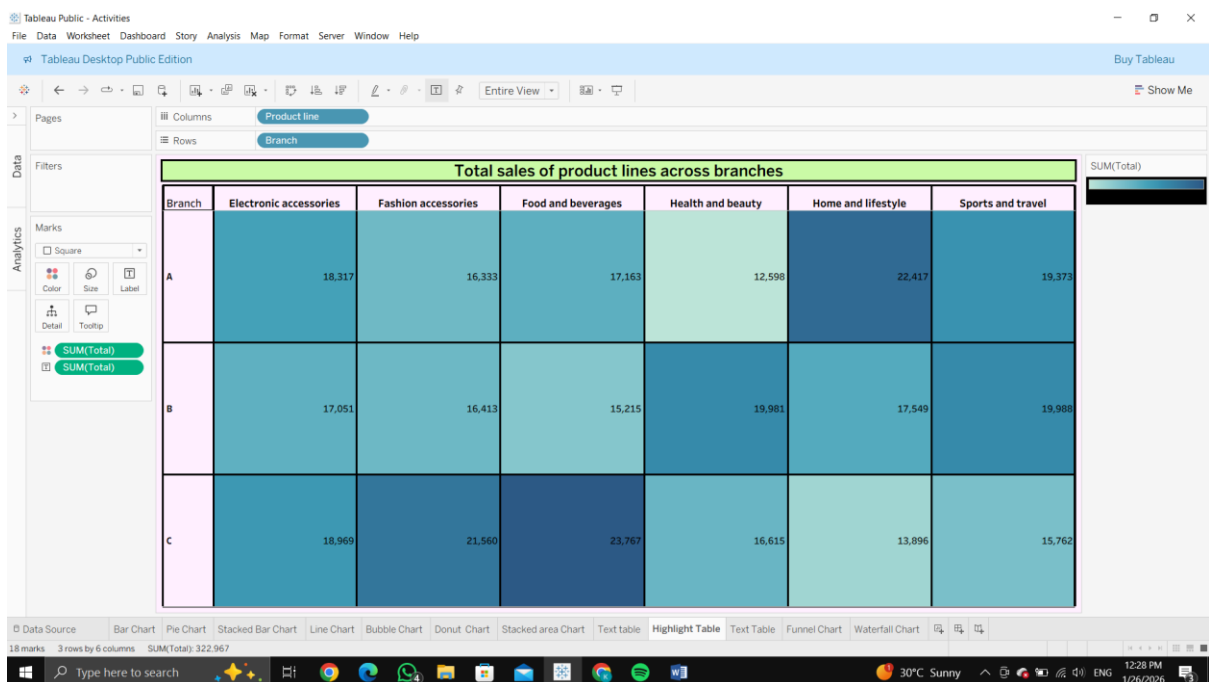 Tableau Public - Activities
File Data Worksheet Dashboard Story Analysis Map Format Server Window Help
Tableau Desktop Public Edition
Buy Tableau
Entire View
Show Me
Pages
Columns
Product line
Rows
Branch
Data
Analytics
Filters
Marks
Square
Color Size Label
Detail Tooltip
SUM(Total)
SUM(Total)
Total sales of product lines across branches
Branch Electronic accessories Fashion accessories Food and beverages Health and beauty Home and lifestyle Sports and travel
A 18,317 16,333 17,163 12,598 22,417 19,373
B 17,051 16,413 15,215 19,981 17,549 19,988
C 18,969 21,560 23,767 16,615 13,896 15,762
SUM(Total)
Data Source Bar Chart Pie Chart Stacked Bar Chart Line Chart Bubble Chart Donut Chart Stacked area Chart Text table Highlight Table Text Table Funnel Chart Waterfall Chart
18 marks 3 rows by 6 columns SUM(Total): 322.967
Type here to search
30°C Sunny
ENG
12:28 PM
1/26/2026